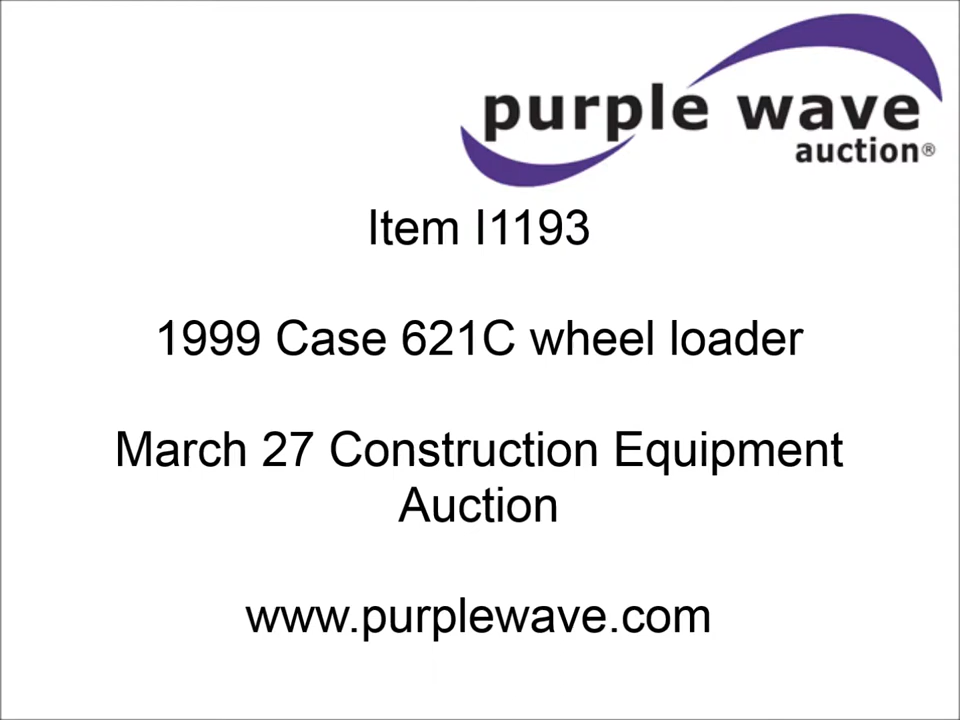 purple wave
auction®
Item I1193
1999 Case 621C wheel loader
March 27 Construction Equipment
Auction
www.purplewave.com